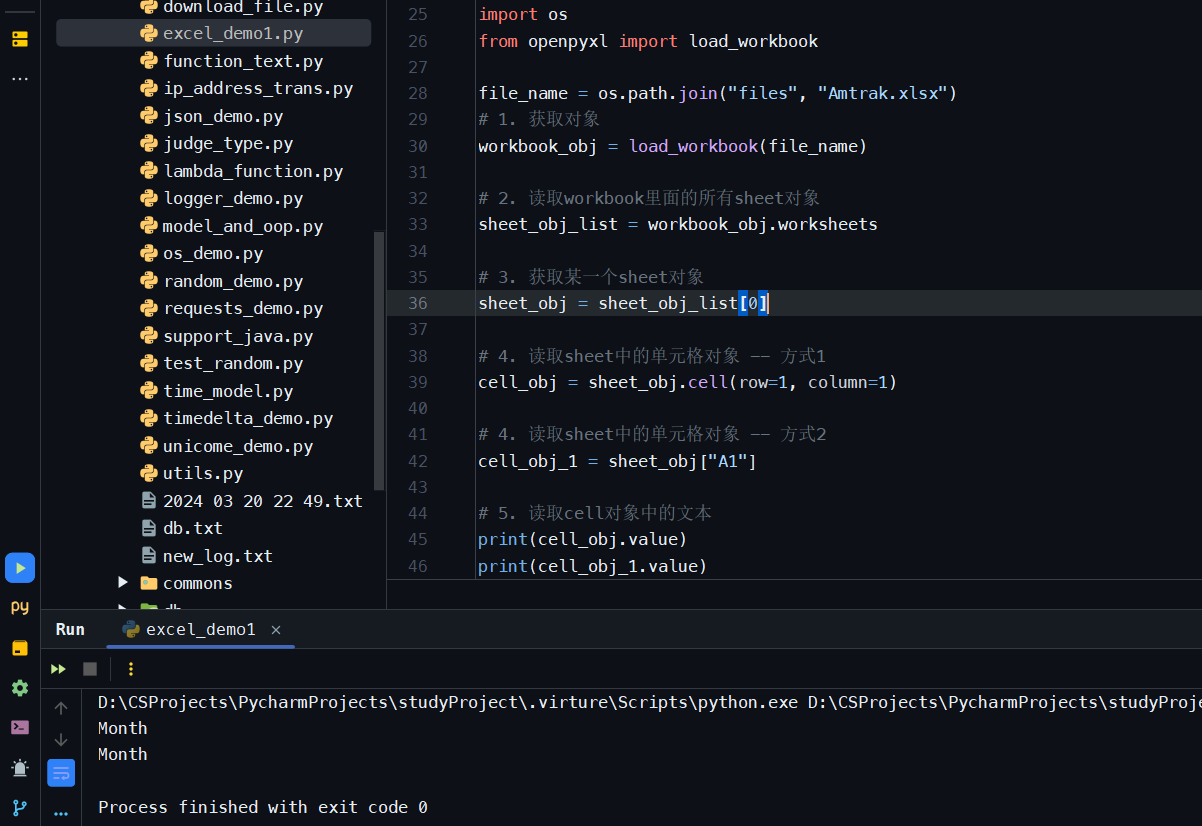 download_file.py
excel_demo1.py
function_text.py
ip_address_trans.py
json_demo.py
judge_type.py
lambda_function.py
logger_demo.py
model_and_oop.py
os_demo.py
random_demo.py
requests_demo.py
support_java.py
test_random.py
time_model.py
timedelta_demo.py
unicome_demo.py
utils.py
2024 03 20 22 49.txt
db.txt
new_log.txt
commons
db
25 import os
26 from openpyxl import load_workbook
27
28 file_name = os.path.join("files", "Amtrak.xlsx")
29 # 1. 获取对象
30 workbook_obj = load_workbook(file_name)
31
32 # 2. 读取workbook里面的所有sheet对象
33 sheet_obj_list = workbook_obj.worksheets
34
35 # 3. 获取某一个sheet对象
36 sheet_obj = sheet_obj_list[0]
37
38 # 4. 读取sheet中的单元格对象 -- 方式1
39 cell_obj = sheet_obj.cell(row=1, column=1)
40
41 # 4. 读取sheet中的单元格对象 -- 方式2
42 cell_obj_1 = sheet_obj["A1"]
43
44 # 5. 读取cell对象中的文本
45 print(cell_obj.value)
46 print(cell_obj_1.value)
Run excel_demo1 ×
D:\CSProjects\PycharmProjects\studyProject\.virture\Scripts\python.exe D:\CSProjects\PycharmProjects\studyProje
Month
Month
Process finished with exit code 0